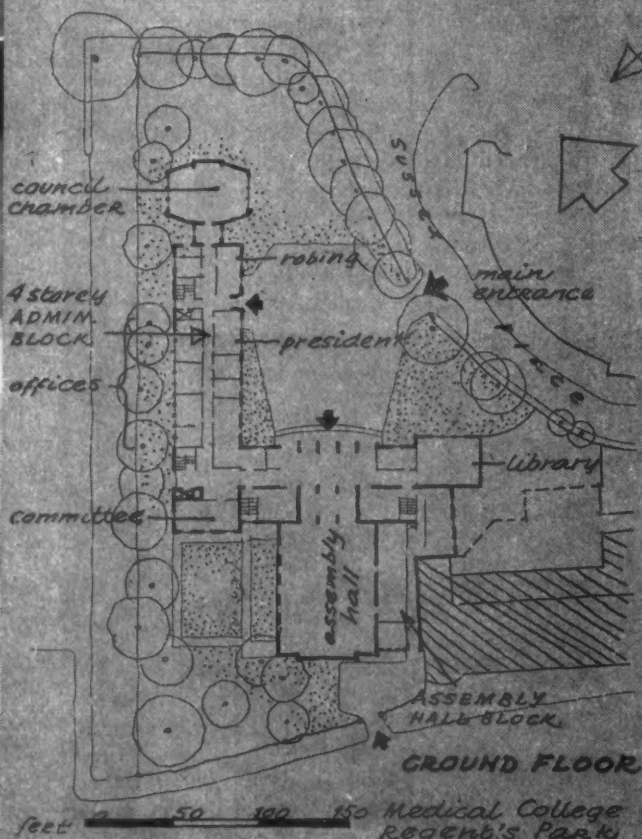 council
chamber
4 storey
ADMIN.
BLOCK
offices
committee
robing
president
Sussex
Place
main
entrance
library
assembly
hall
ASSEMBLY
HALL BLOCK
GROUND FLOOR
feet 0 50 100 150
Medical College
Regent's Park